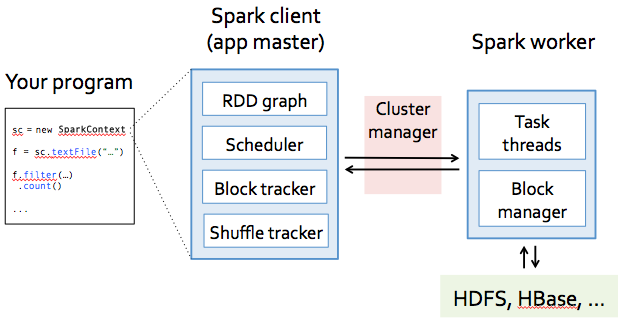 Your program
sc = new SparkContext
f = sc.textFile("…")
f.filter(…)
.count()
...
Spark client
(app master)
RDD graph
Scheduler
Block tracker
Shuffle tracker
Cluster
manager
Spark worker
Task
threads
Block
manager
HDFS, HBase, …